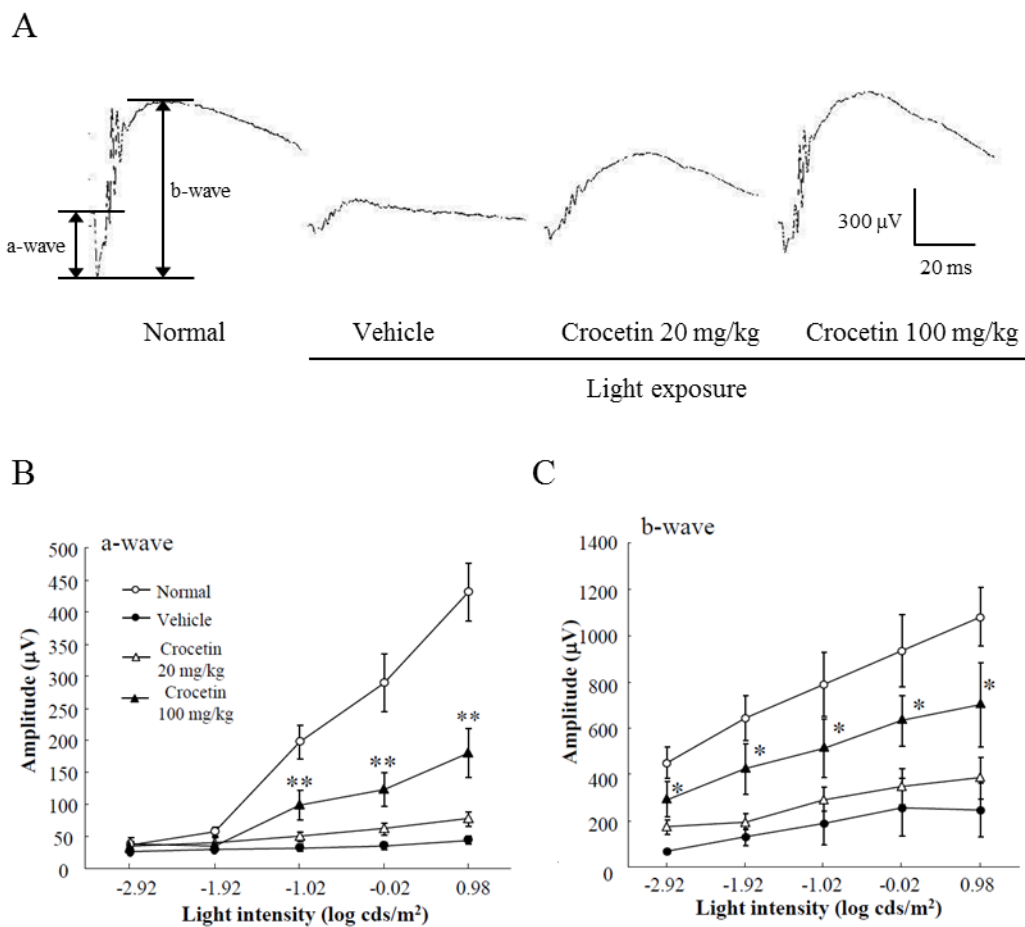 A
a-wave
b-wave
300 μV
20 ms
Normal
Vehicle
Crocetin 20 mg/kg
Crocetin 100 mg/kg
Light exposure
B
a-wave
Amplitude (μV)
500
450
400
350
300
250
200
150
100
50
0
Normal
Vehicle
Crocetin
20 mg/kg
Crocetin
100 mg/kg
**
**
**
-2.92
-1.92
-1.02
-0.02
0.98
Light intensity (log cds/m²)
C
b-wave
Amplitude (μV)
1400
1200
1000
800
600
400
200
0
*
*
*
*
*
-2.92
-1.92
-1.02
-0.02
0.98
Light intensity (log cds/m²)